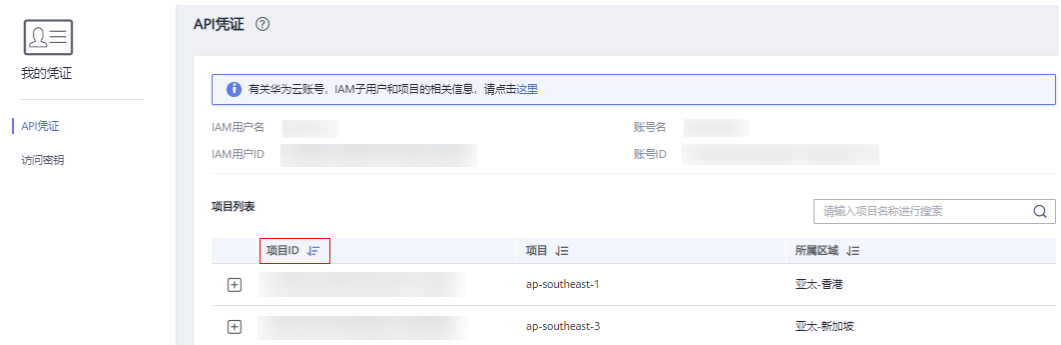 我的凭证
API凭证
访问密钥
API凭证
有关华为云账号，IAM子用户和项目的相关信息，请点击这里
IAM用户名
账号名
IAM用户ID
账号ID
项目列表
请输入项目名称进行搜索
项目ID 项目 所属区域
ap-southeast-1 亚太-香港
ap-southeast-3 亚太-新加坡